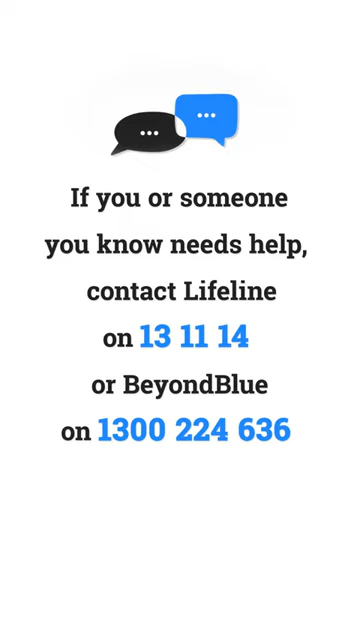 If you or someone
you know needs help,
contact Lifeline
on 13 11 14
or BeyondBlue
on 1300 224 636